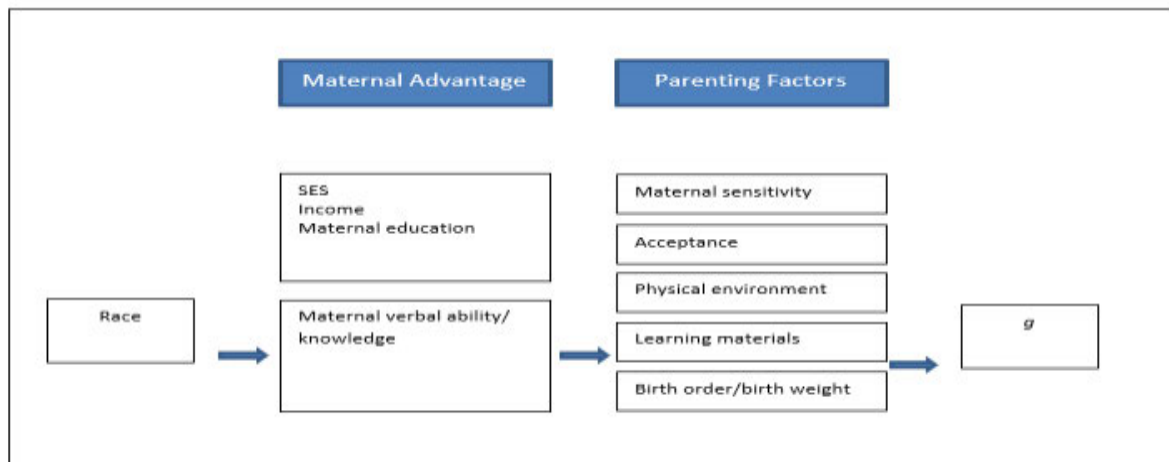 Maternal Advantage
Parenting Factors
SES
Income
Maternal education
Maternal sensitivity
Acceptance
Physical environment
Race
Maternal verbal ability/
knowledge
Learning materials
Birth order/birth weight
g